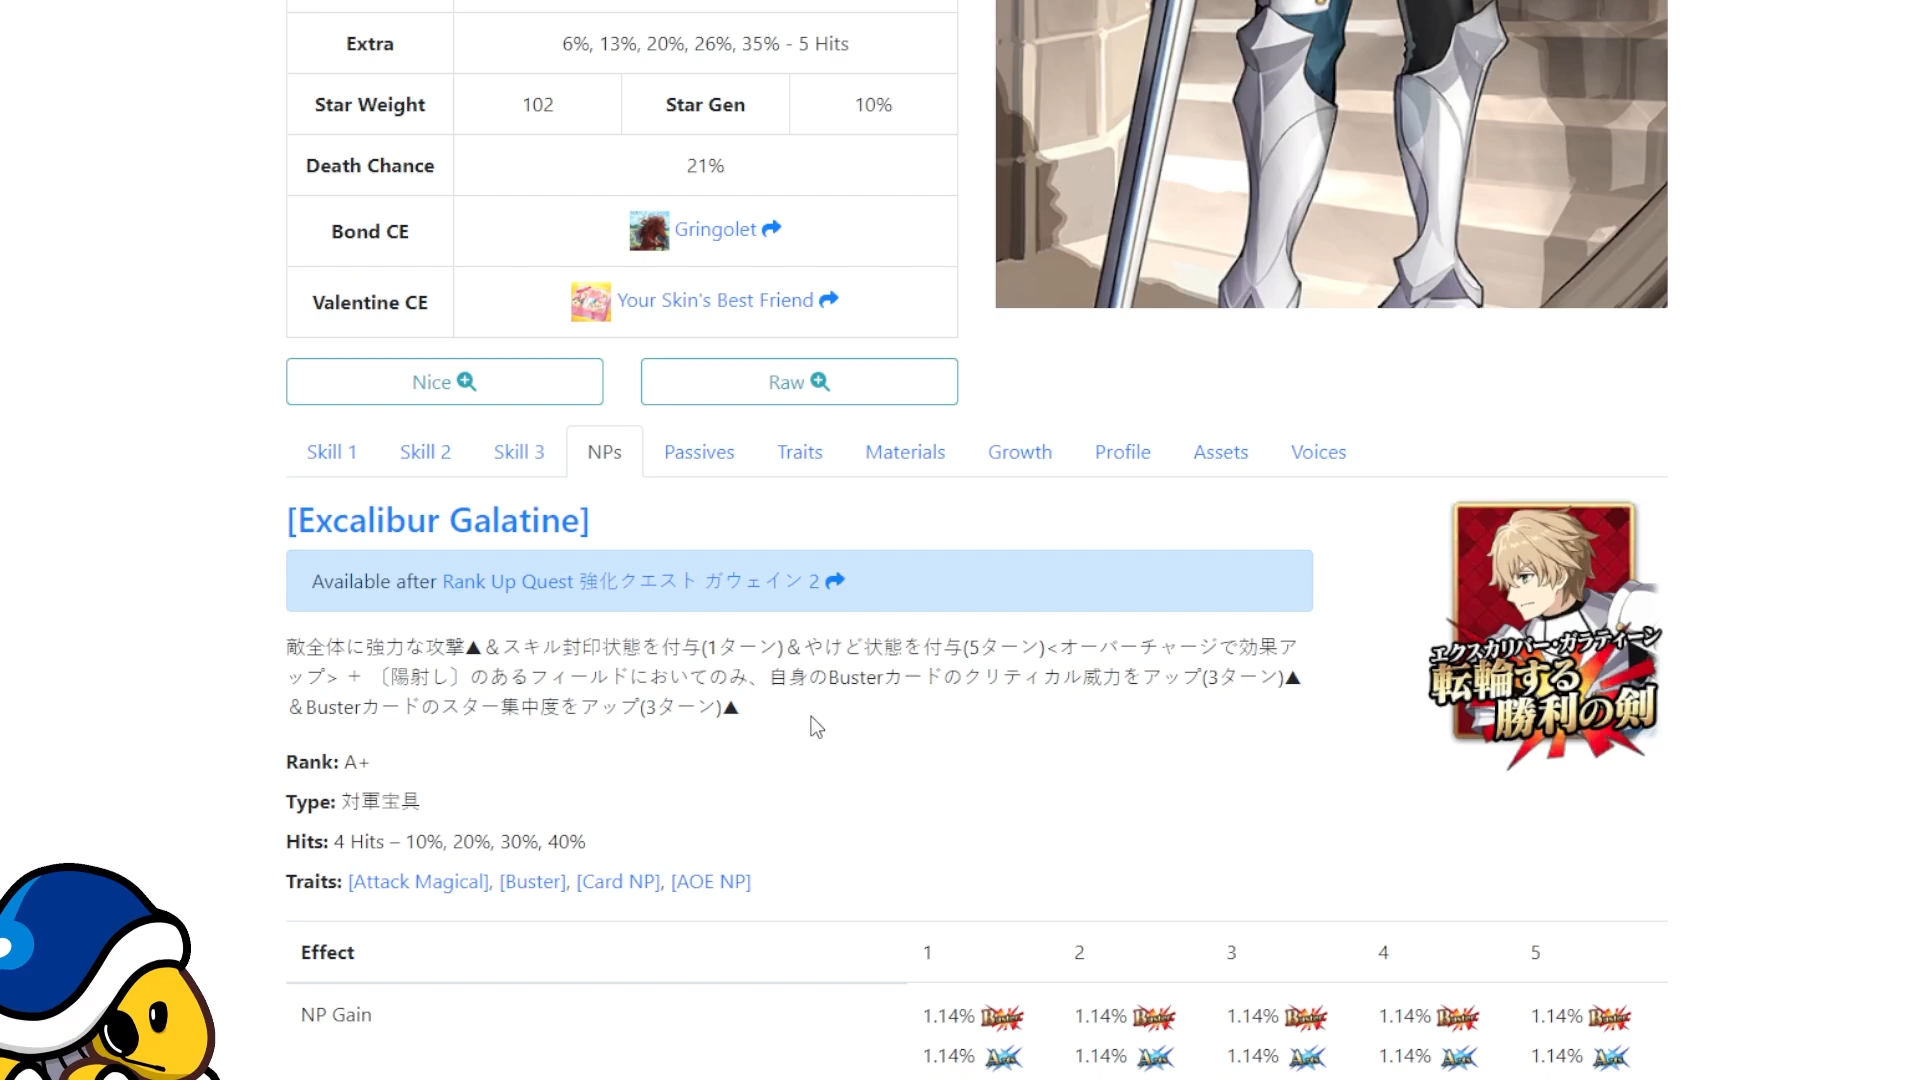 Extra 6%, 13%, 20%, 26%, 35% - 5 Hits
Star Weight 102 Star Gen 10%
Death Chance 21%
Bond CE Gringolet
Valentine CE Your Skin's Best Friend
Nice Raw
Skill 1 Skill 2 Skill 3 NPs Passives Traits Materials Growth Profile Assets Voices
[Excalibur Galatine]
Available after Rank Up Quest 強化クエスト ガウェイン 2
敵全体に強力な攻撃▲＆スキル封印状態を付与(1ターン)＆やけど状態を付与(5ターン)<オーバーチャージで効果ア
ップ> ＋ 〔陽射し〕のあるフィールドにおいてのみ、自身のBusterカードのクリティカル威力をアップ(3ターン)▲
＆Busterカードのスター集中度をアップ(3ターン)▲
エクスカリバー・ガラティーン
転輪する
勝利の剣
Rank: A+
Type: 対軍宝具
Hits: 4 Hits – 10%, 20%, 30%, 40%
Traits: [Attack Magical], [Buster], [Card NP], [AOE NP]
Effect 1 2 3 4 5
NP Gain 1.14% Buster 1.14% Buster 1.14% Buster 1.14% Buster 1.14% Buster
1.14% Arts 1.14% Arts 1.14% Arts 1.14% Arts 1.14% Arts